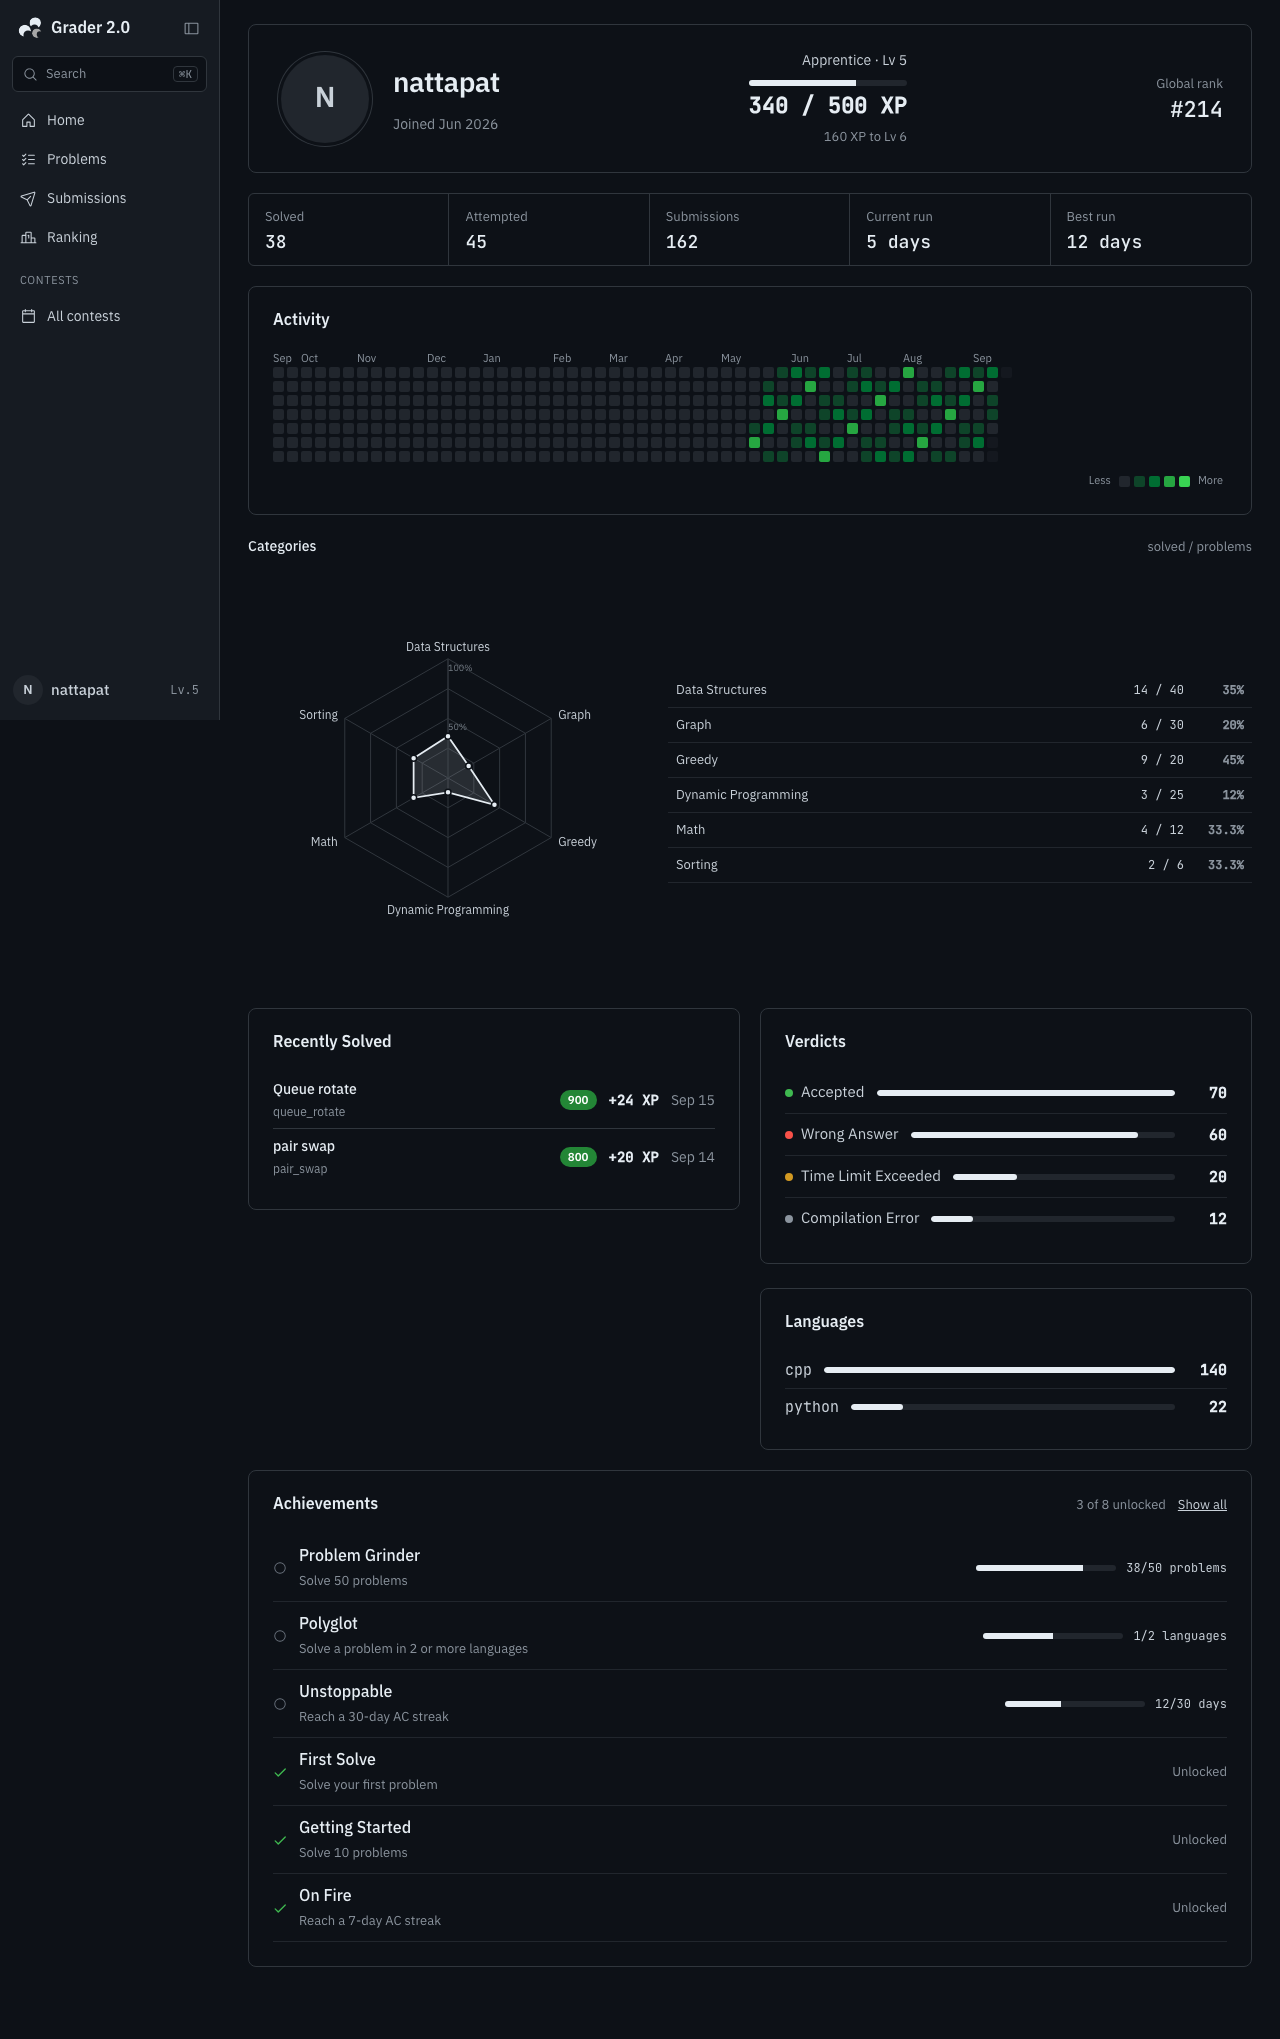 Grader 2.0
Search
⌘K
Home
Problems
Submissions
Ranking
CONTESTS
All contests
N
nattapat
Lv.5
N
nattapat
Joined Jun 2026
Apprentice · Lv 5
340 / 500 XP
160 XP to Lv 6
Global rank
#214
Solved
38
Attempted
45
Submissions
162
Current run
5 days
Best run
12 days
Activity
Sep Oct Nov Dec Jan Feb Mar Apr May Jun Jul Aug Sep
Less
More
Categories
solved / problems
Data Structures
100%
50%
Sorting
Graph
Math
Greedy
Dynamic Programming
Data Structures 14 / 40 35%
Graph 6 / 30 20%
Greedy 9 / 20 45%
Dynamic Programming 3 / 25 12%
Math 4 / 12 33.3%
Sorting 2 / 6 33.3%
Recently Solved
Queue rotate
queue_rotate
900 +24 XP Sep 15
pair swap
pair_swap
800 +20 XP Sep 14
Verdicts
Accepted 70
Wrong Answer 60
Time Limit Exceeded 20
Compilation Error 12
Languages
cpp 140
python 22
Achievements
3 of 8 unlocked Show all
Problem Grinder
Solve 50 problems
38/50 problems
Polyglot
Solve a problem in 2 or more languages
1/2 languages
Unstoppable
Reach a 30-day AC streak
12/30 days
First Solve
Solve your first problem
Unlocked
Getting Started
Solve 10 problems
Unlocked
On Fire
Reach a 7-day AC streak
Unlocked